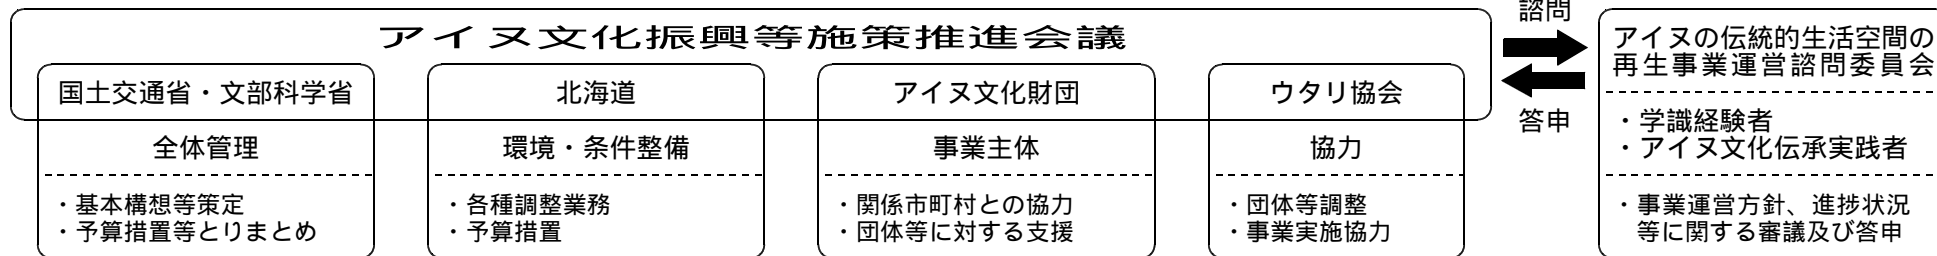 アイヌ文化振興等施策推進会議
国土交通省・文部科学省
全体管理
・基本構想等策定
・予算措置等とりまとめ
北海道
環境・条件整備
・各種調整業務
・予算措置
アイヌ文化財団
事業主体
・関係市町村との協力
・団体等に対する支援
ウタリ協会
協力
・団体等調整
・事業実施協力
諮問
答申
アイヌの伝統的生活空間の
再生事業運営諮問委員会
・学識経験者
・アイヌ文化伝承実践者
・事業運営方針、進捗状況
等に関する審議及び答申